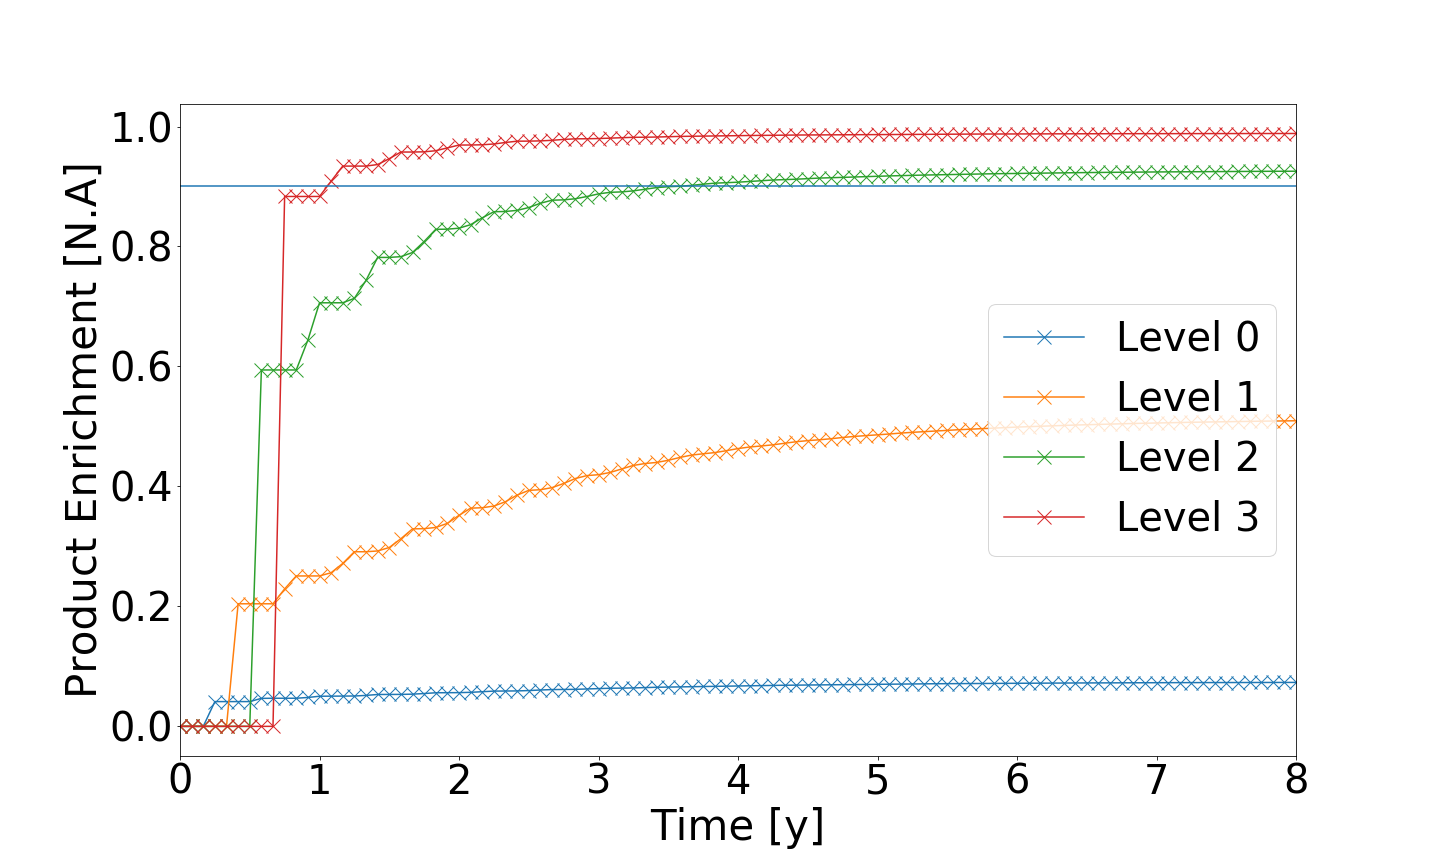 Product Enrichment [N.A]
1.0
0.8
0.6
0.4
0.2
0.0
Level 0
Level 1
Level 2
Level 3
0 1 2 3 4 5 6 7 8
Time [y]